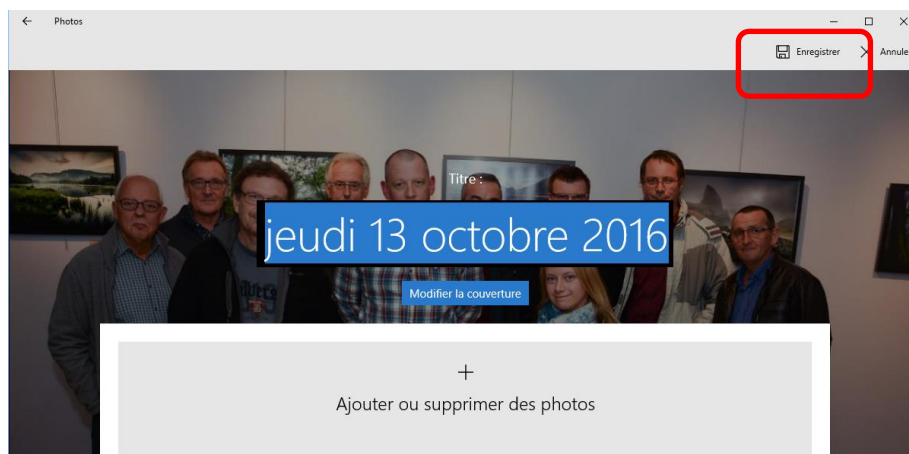 Photos
Enregistrer Annule
Titre :
jeudi 13 octobre 2016
Modifier la couverture
Ajouter ou supprimer des photos